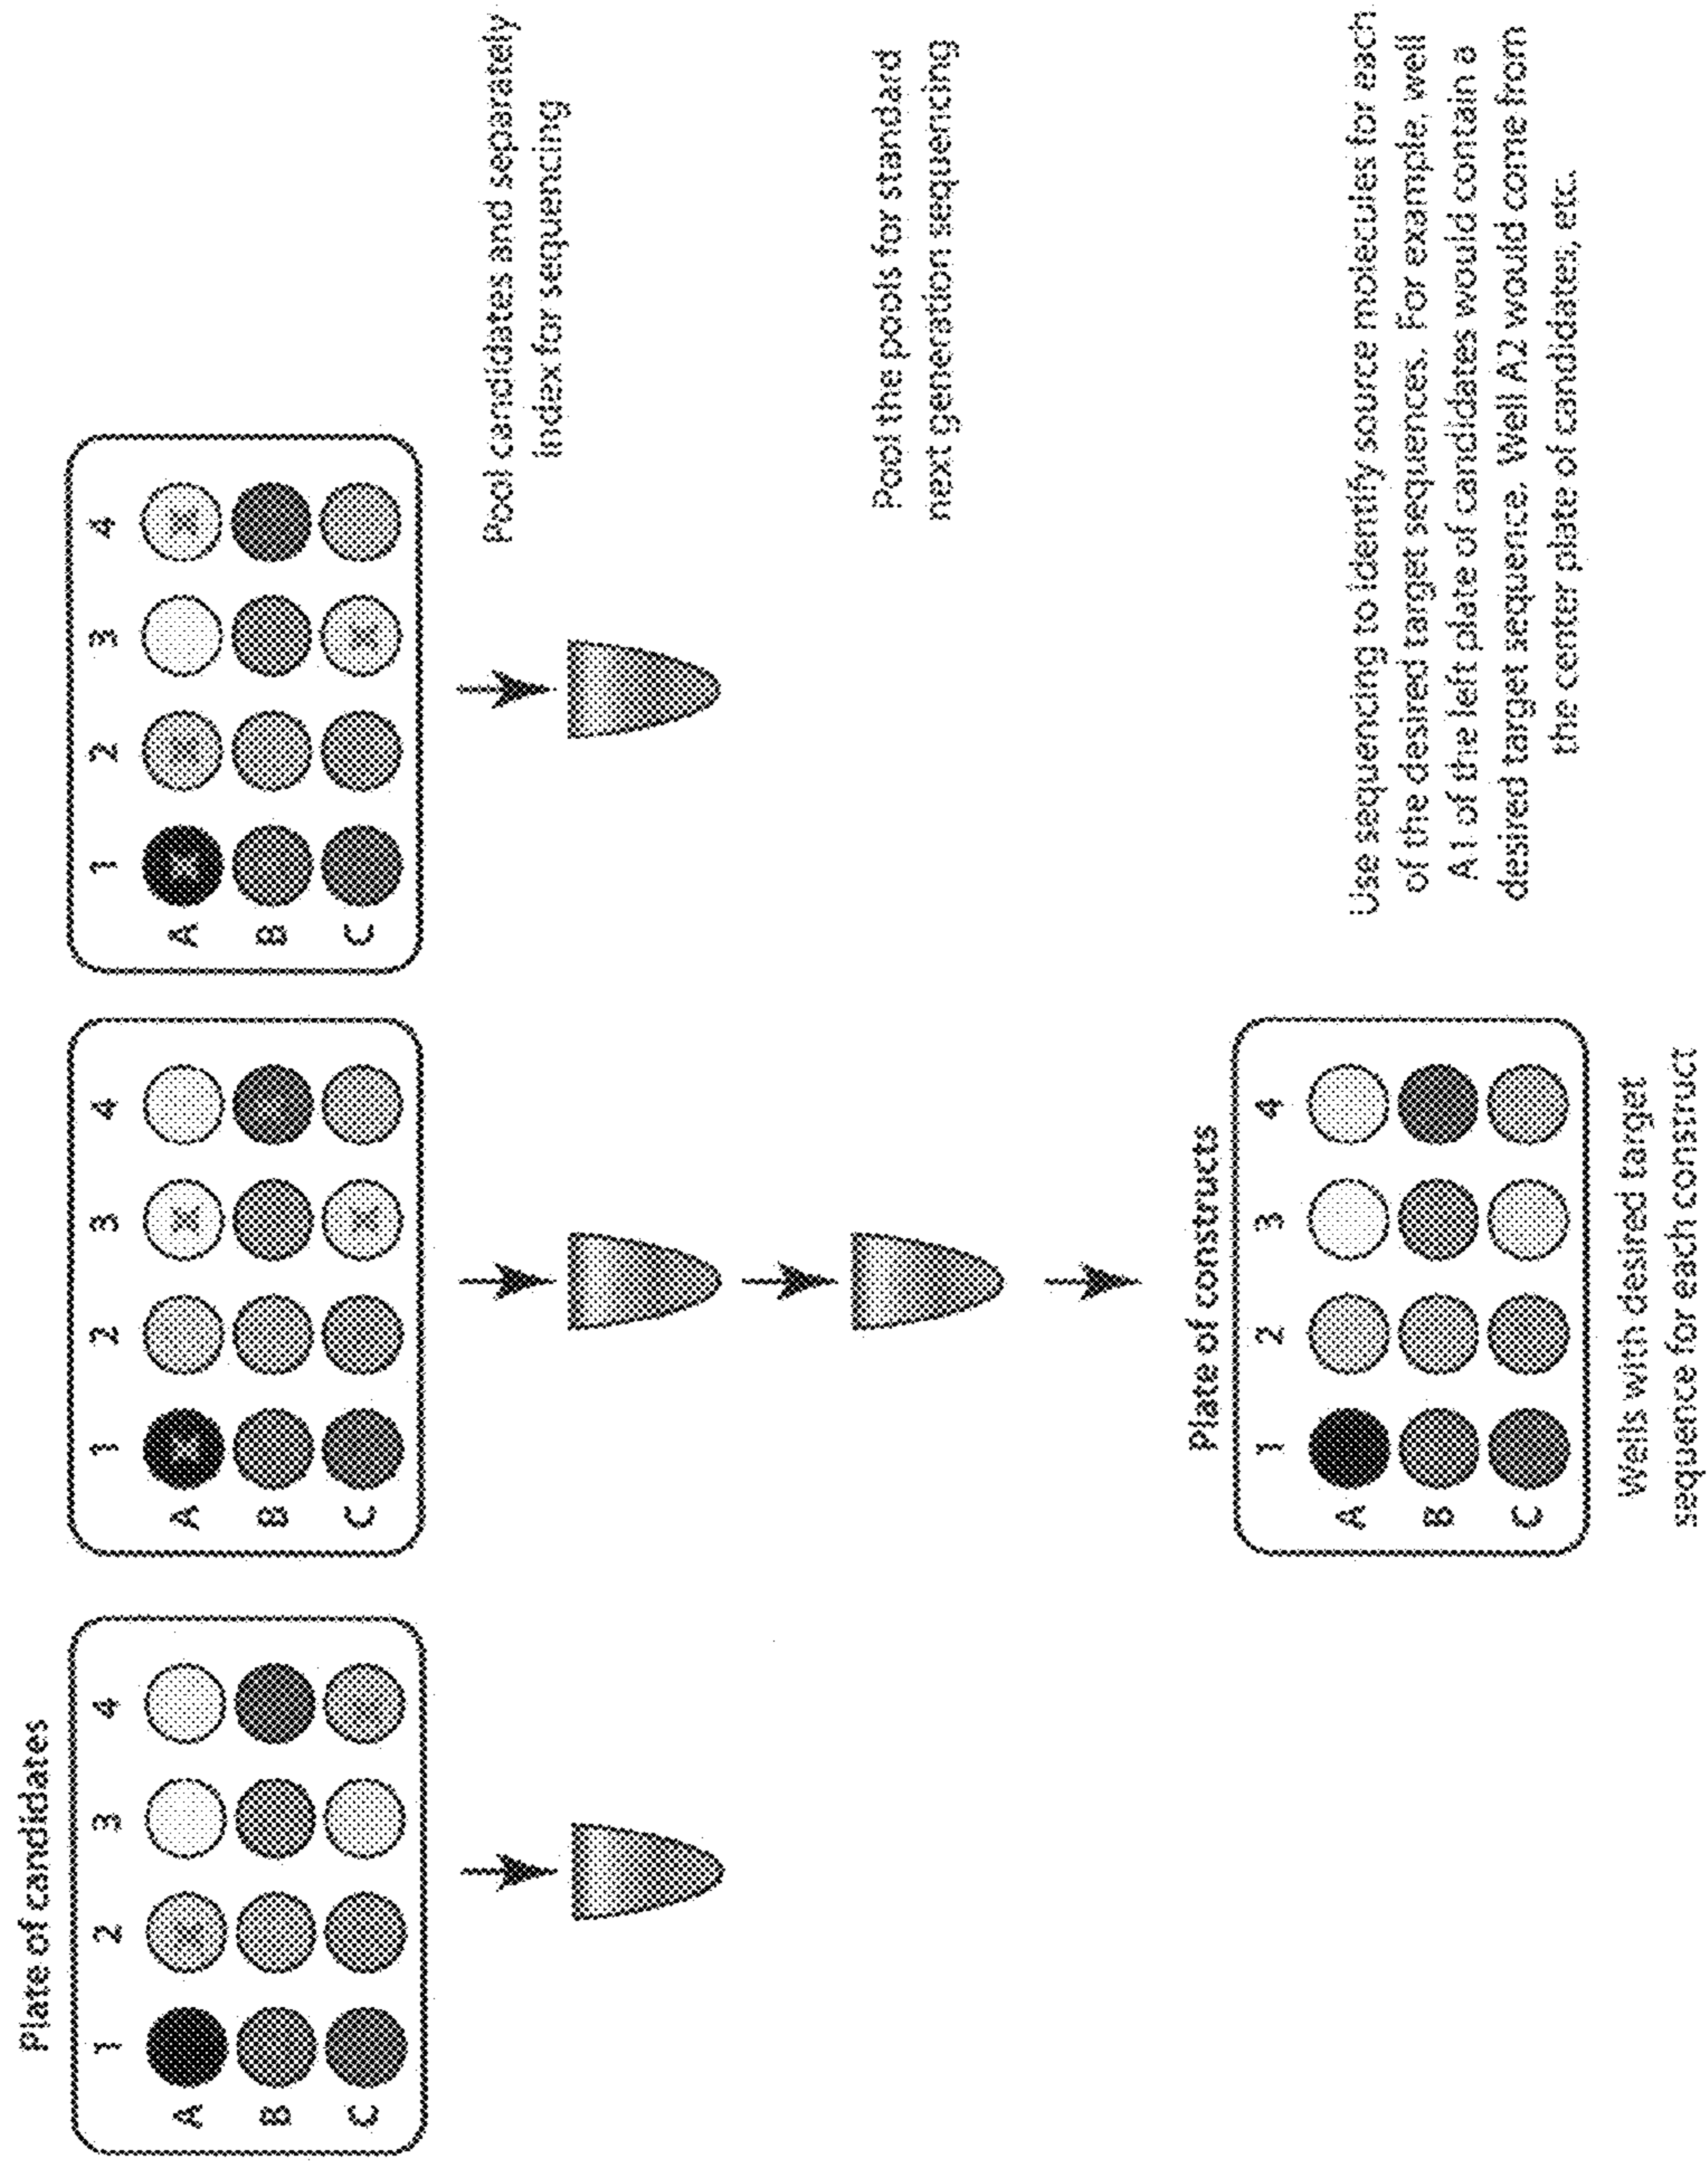 Plate of candidates
1 2 3 4
A x
B
C
1 2 3 4
A x x
B
C x
1 2 3 4
A x x x
B
C x
Pool candidates and separately
index for sequencing
Pool the pools for standard
next generation sequencing
Plate of constructs
1 2 3 4
A
B
C
Wells with desired target
sequence for each construct
Use sequencing to identify source molecules for each
of the desired target sequences. For example, well
A1 of the left plate of candidates would contain a
desired target sequence. Well A2 would come from
the center plate of candidates, etc.